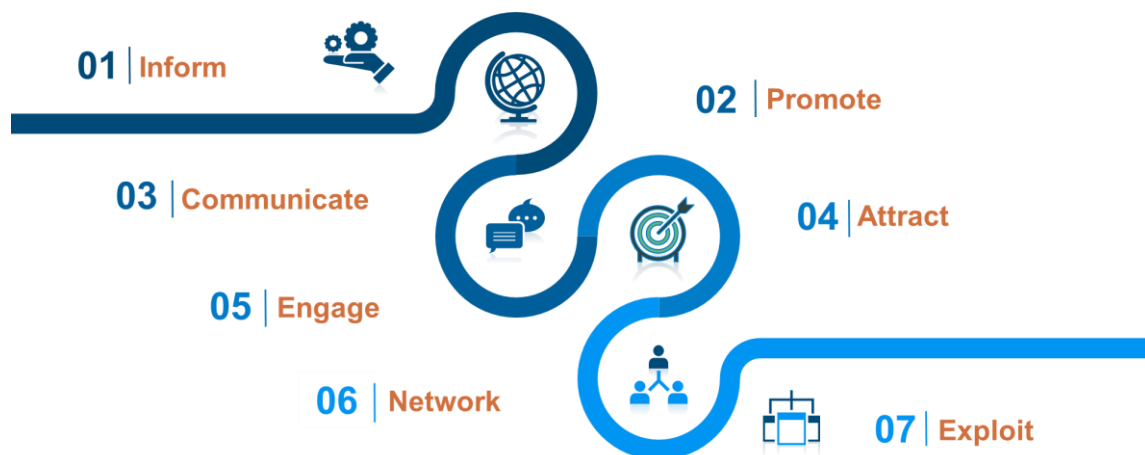 01 Inform
02 Promote
03 Communicate
04 Attract
05 Engage
06 Network
07 Exploit